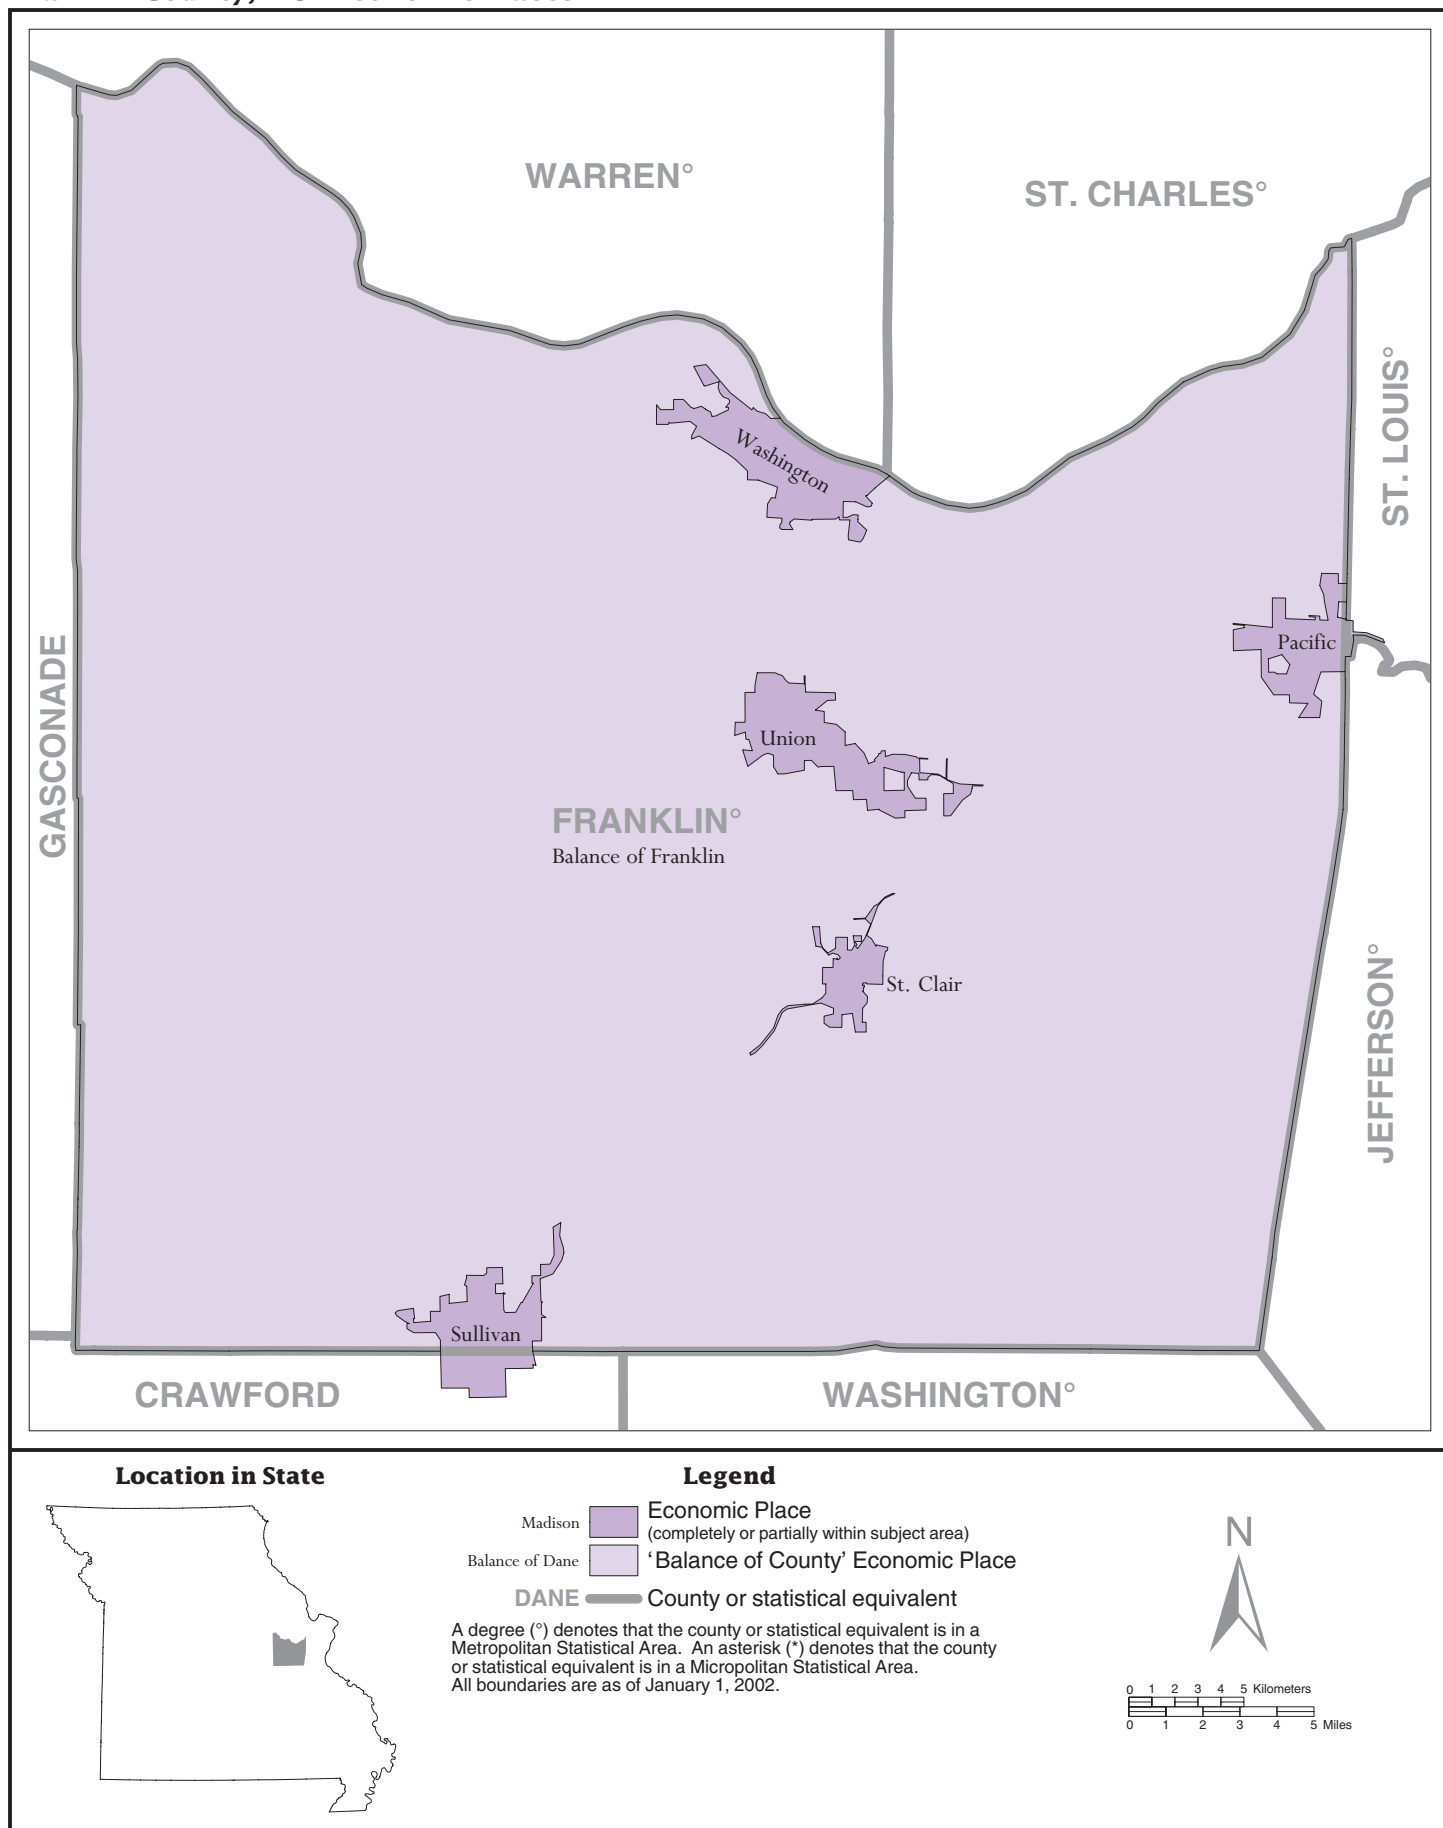 WARREN°
ST. CHARLES°
ST. LOUIS°
Washington
Pacific
GASCONADE
Union
FRANKLIN°
Balance of Franklin
St. Clair
JEFFERSON°
Sullivan
CRAWFORD
WASHINGTON°
Location in State
Legend
Madison
Economic Place
(completely or partially within subject area)
Balance of Dane
‘Balance of County’ Economic Place
DANE
County or statistical equivalent
A degree (°) denotes that the county or statistical equivalent is in a
Metropolitan Statistical Area.  An asterisk (*) denotes that the county
or statistical equivalent is in a Micropolitan Statistical Area.
All boundaries are as of January 1, 2002.
N
0 1 2 3 4 5 Kilometers
0 1 2 3 4 5 Miles